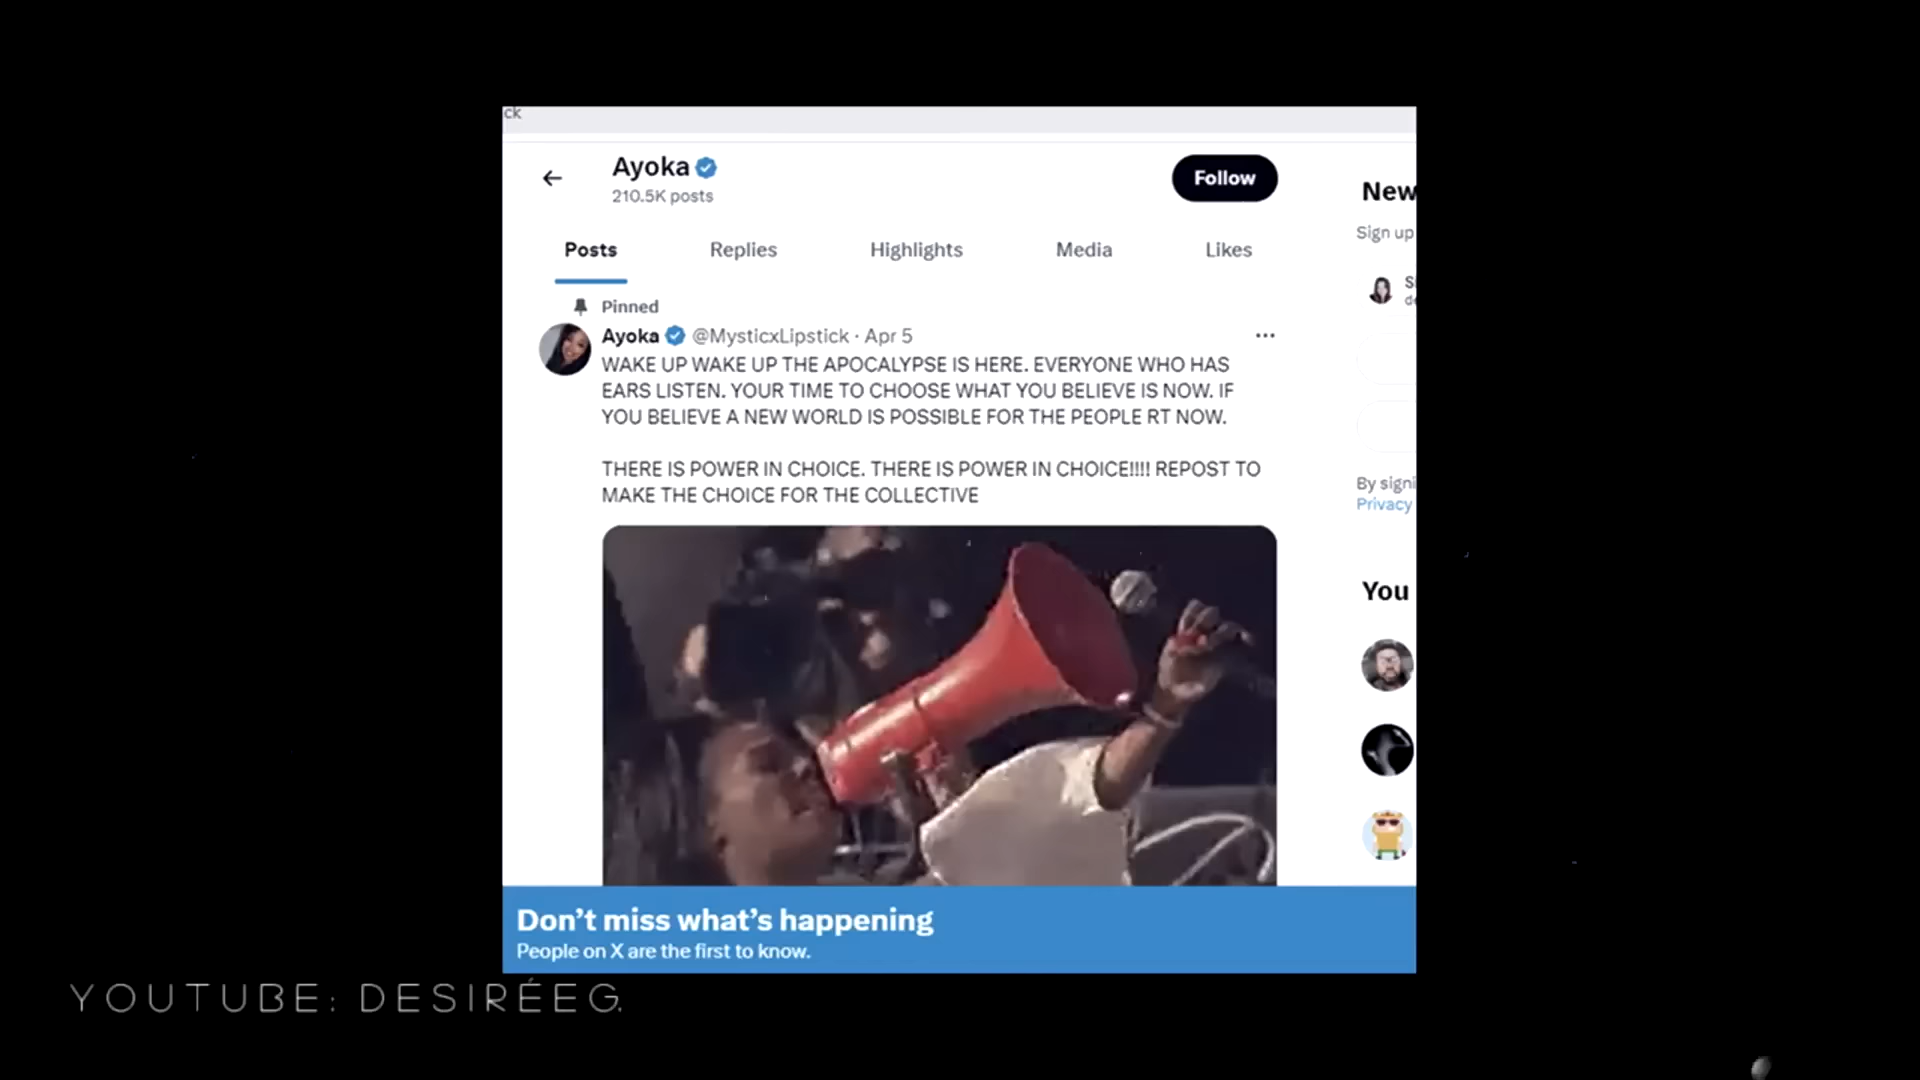 ck
Ayoka
210.5K posts
Follow
Posts
Replies
Highlights
Media
Likes
Pinned
Ayoka @MysticxLipstick · Apr 5
WAKE UP WAKE UP THE APOCALYPSE IS HERE. EVERYONE WHO HAS
EARS LISTEN. YOUR TIME TO CHOOSE WHAT YOU BELIEVE IS NOW. IF
YOU BELIEVE A NEW WORLD IS POSSIBLE FOR THE PEOPLE RT NOW.
THERE IS POWER IN CHOICE. THERE IS POWER IN CHOICE!!!! REPOST TO
MAKE THE CHOICE FOR THE COLLECTIVE
New
Sign up
By signi
Privacy
You
Don't miss what's happening
People on X are the first to know.
YOUTUBE: DESIRÉEG.